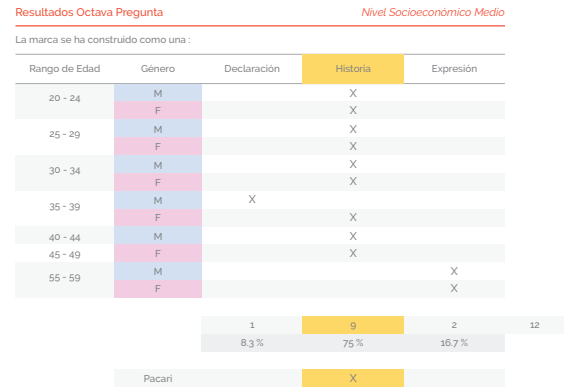 Resultados Octava Pregunta Nivel Socioeconómico Medio
La marca se ha construido como una :
Rango de Edad Género Declaración Historia Expresión
20 - 24 M X
F X
25 - 29 M X
F X
30 - 34 M X
F X
35 - 39 M X
F X
40 - 44 M X
45 - 49 F X
55 - 59 M X
F X
1 9 2 12
8.3 % 75 % 16.7 %
Pacari X